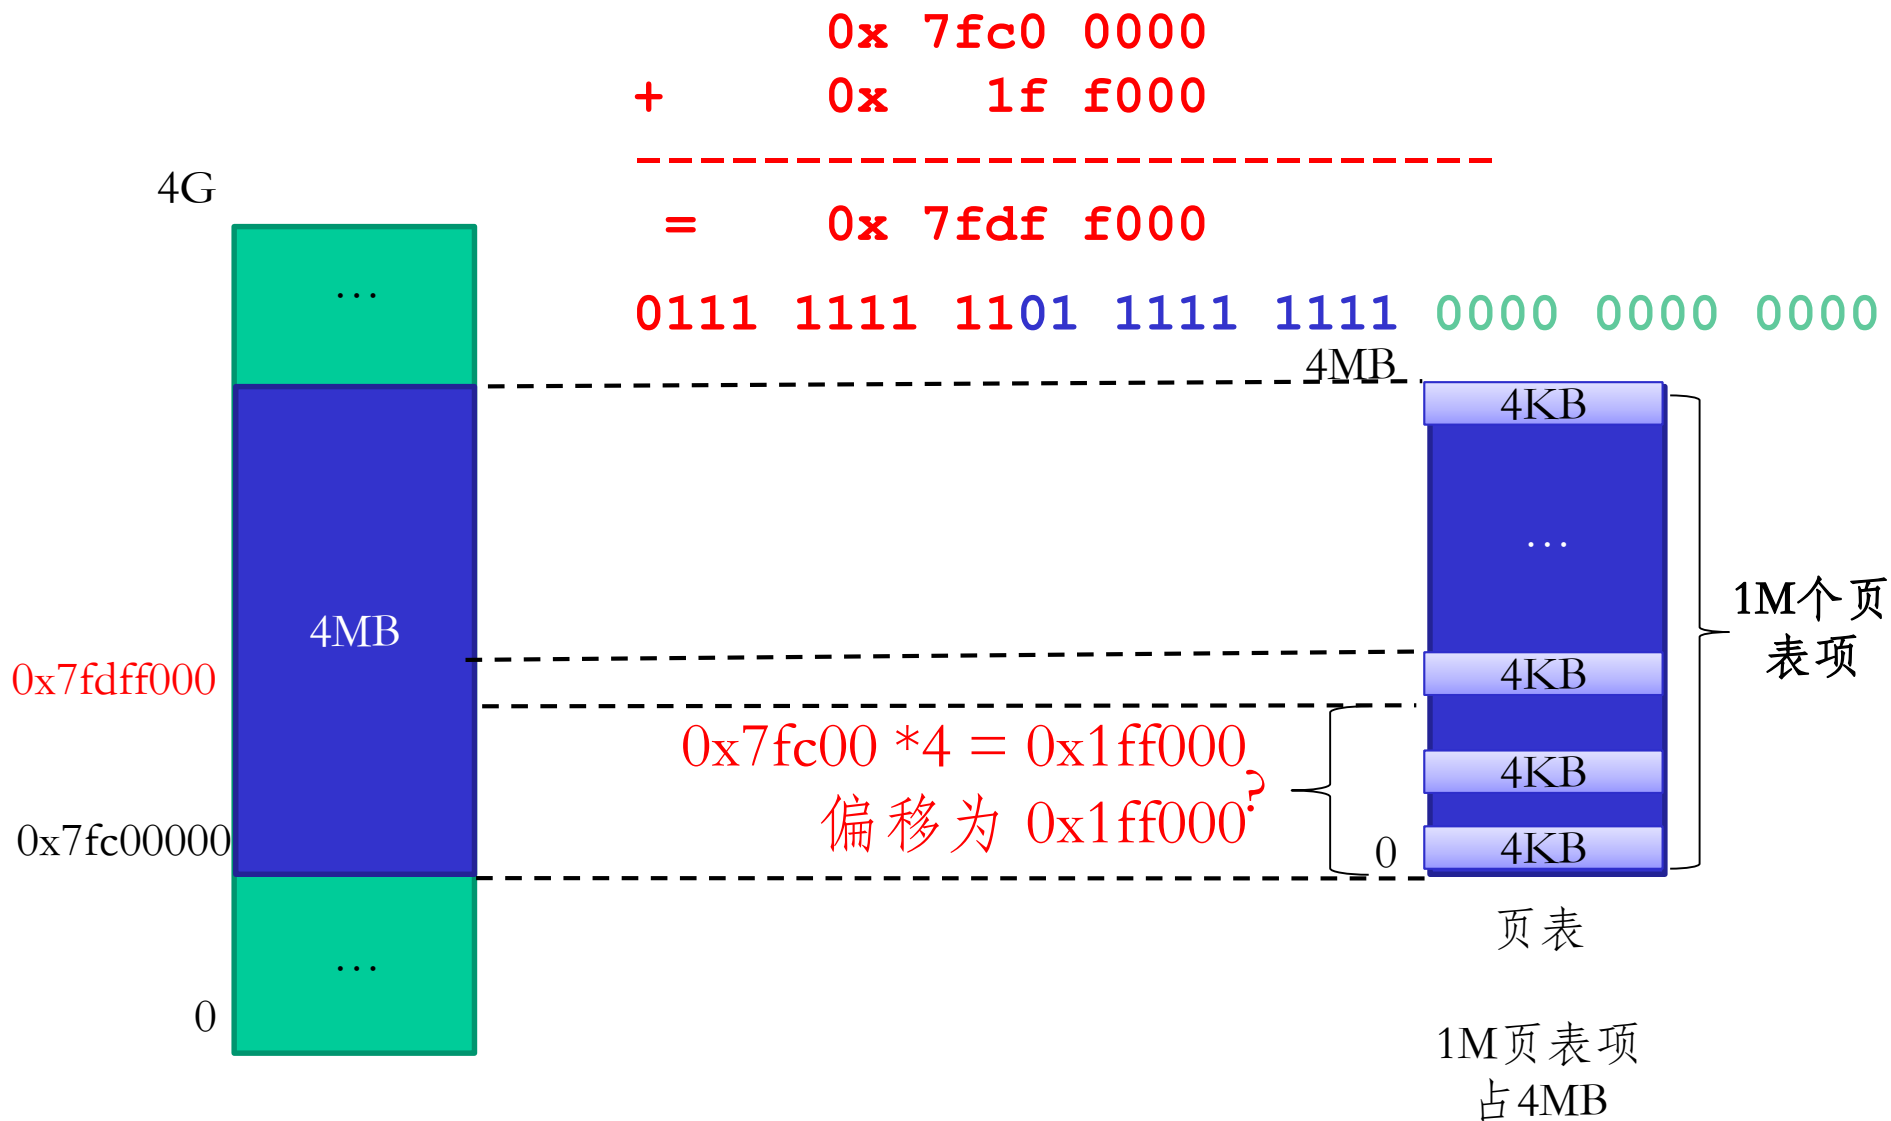 0x 7fc0 0000
+ 0x 1f f000
--------------------------
= 0x 7fdf f000
0111 1111 1101 1111 1111 0000 0000 0000
4G
…
4MB
0x7fdff000
0x7fc00000
…
0
0x7fc00 *4 = 0x1ff000
偏移为 0x1ff000
?
4MB
4KB
…
4KB
4KB
4KB
0
1M个页
表项
页表
1M页表项
占4MB